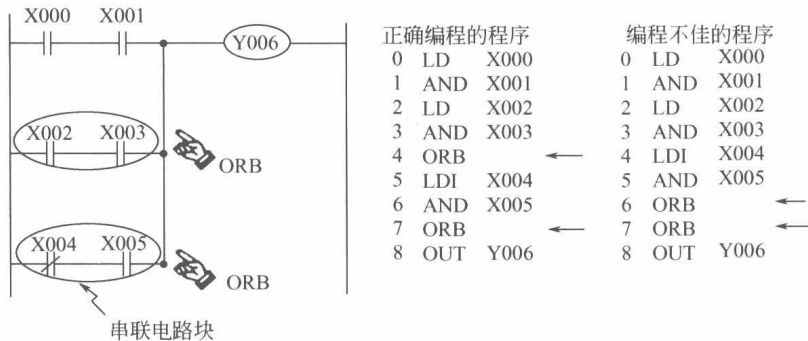 X000 X001
Y006
X002 X003
ORB
X004 X005
ORB
串联电路块
正确编程的程序
0 LD X000
1 AND X001
2 LD X002
3 AND X003
4 ORB
5 LDI X004
6 AND X005
7 ORB
8 OUT Y006
编程不佳的程序
0 LD X000
1 AND X001
2 LD X002
3 AND X003
4 LDI X004
5 AND X005
6 ORB
7 ORB
8 OUT Y006